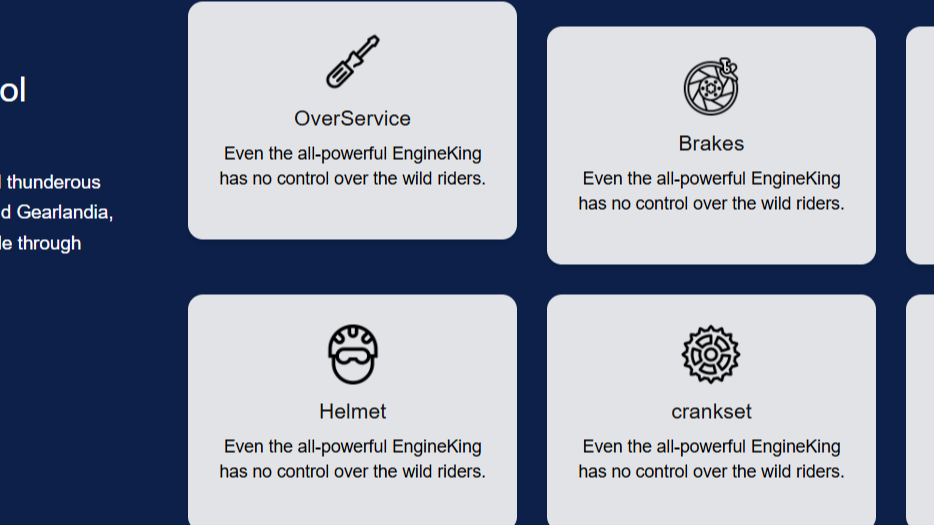 ol
thunderous
d Gearlandia,
le through
OverService
Even the all-powerful EngineKing
has no control over the wild riders.
Brakes
Even the all-powerful EngineKing
has no control over the wild riders.
Helmet
Even the all-powerful EngineKing
has no control over the wild riders.
crankset
Even the all-powerful EngineKing
has no control over the wild riders.